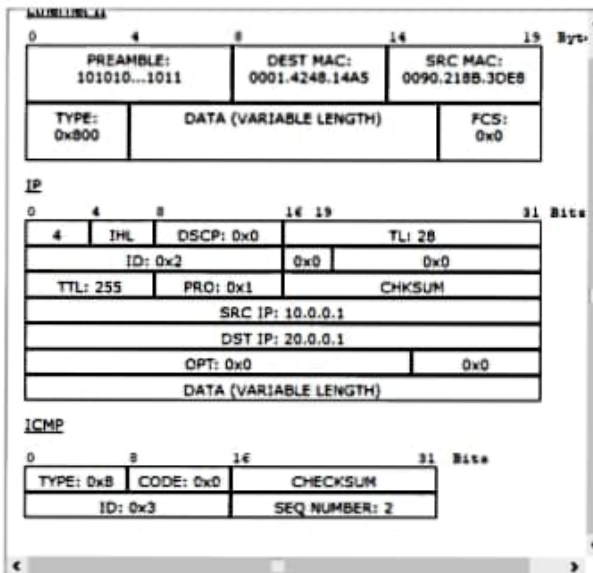 Ethernet II
0 4 8 14 19 Byt
PREAMBLE: DEST MAC: SRC MAC:
101010...1011 0001.4248.14A5 0090.218B.3DE8
TYPE: DATA (VARIABLE LENGTH) FCS:
0x800 0x0
IP
0 4 8 16 19 31 Bits
4 IHL DSCP: 0x0 TL: 28
ID: 0x2 0x0 0x0
TTL: 255 PRO: 0x1 CHKSUM
SRC IP: 10.0.0.1
DST IP: 20.0.0.1
OPT: 0x0 0x0
DATA (VARIABLE LENGTH)
ICMP
0 8 16 31 Bits
TYPE: 0x8 CODE: 0x0 CHECKSUM
ID: 0x3 SEQ NUMBER: 2